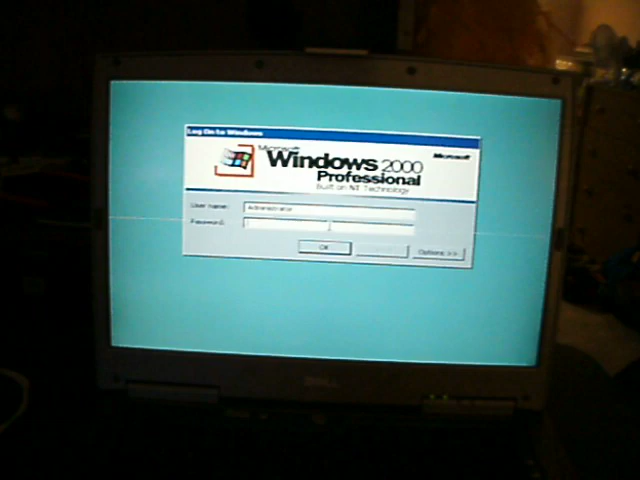 Log On to Windows
Microsoft
Windows 2000
Professional
Built on NT Technology
Microsoft
User name:
Administrator
Password:
OK
Options >>
DELL